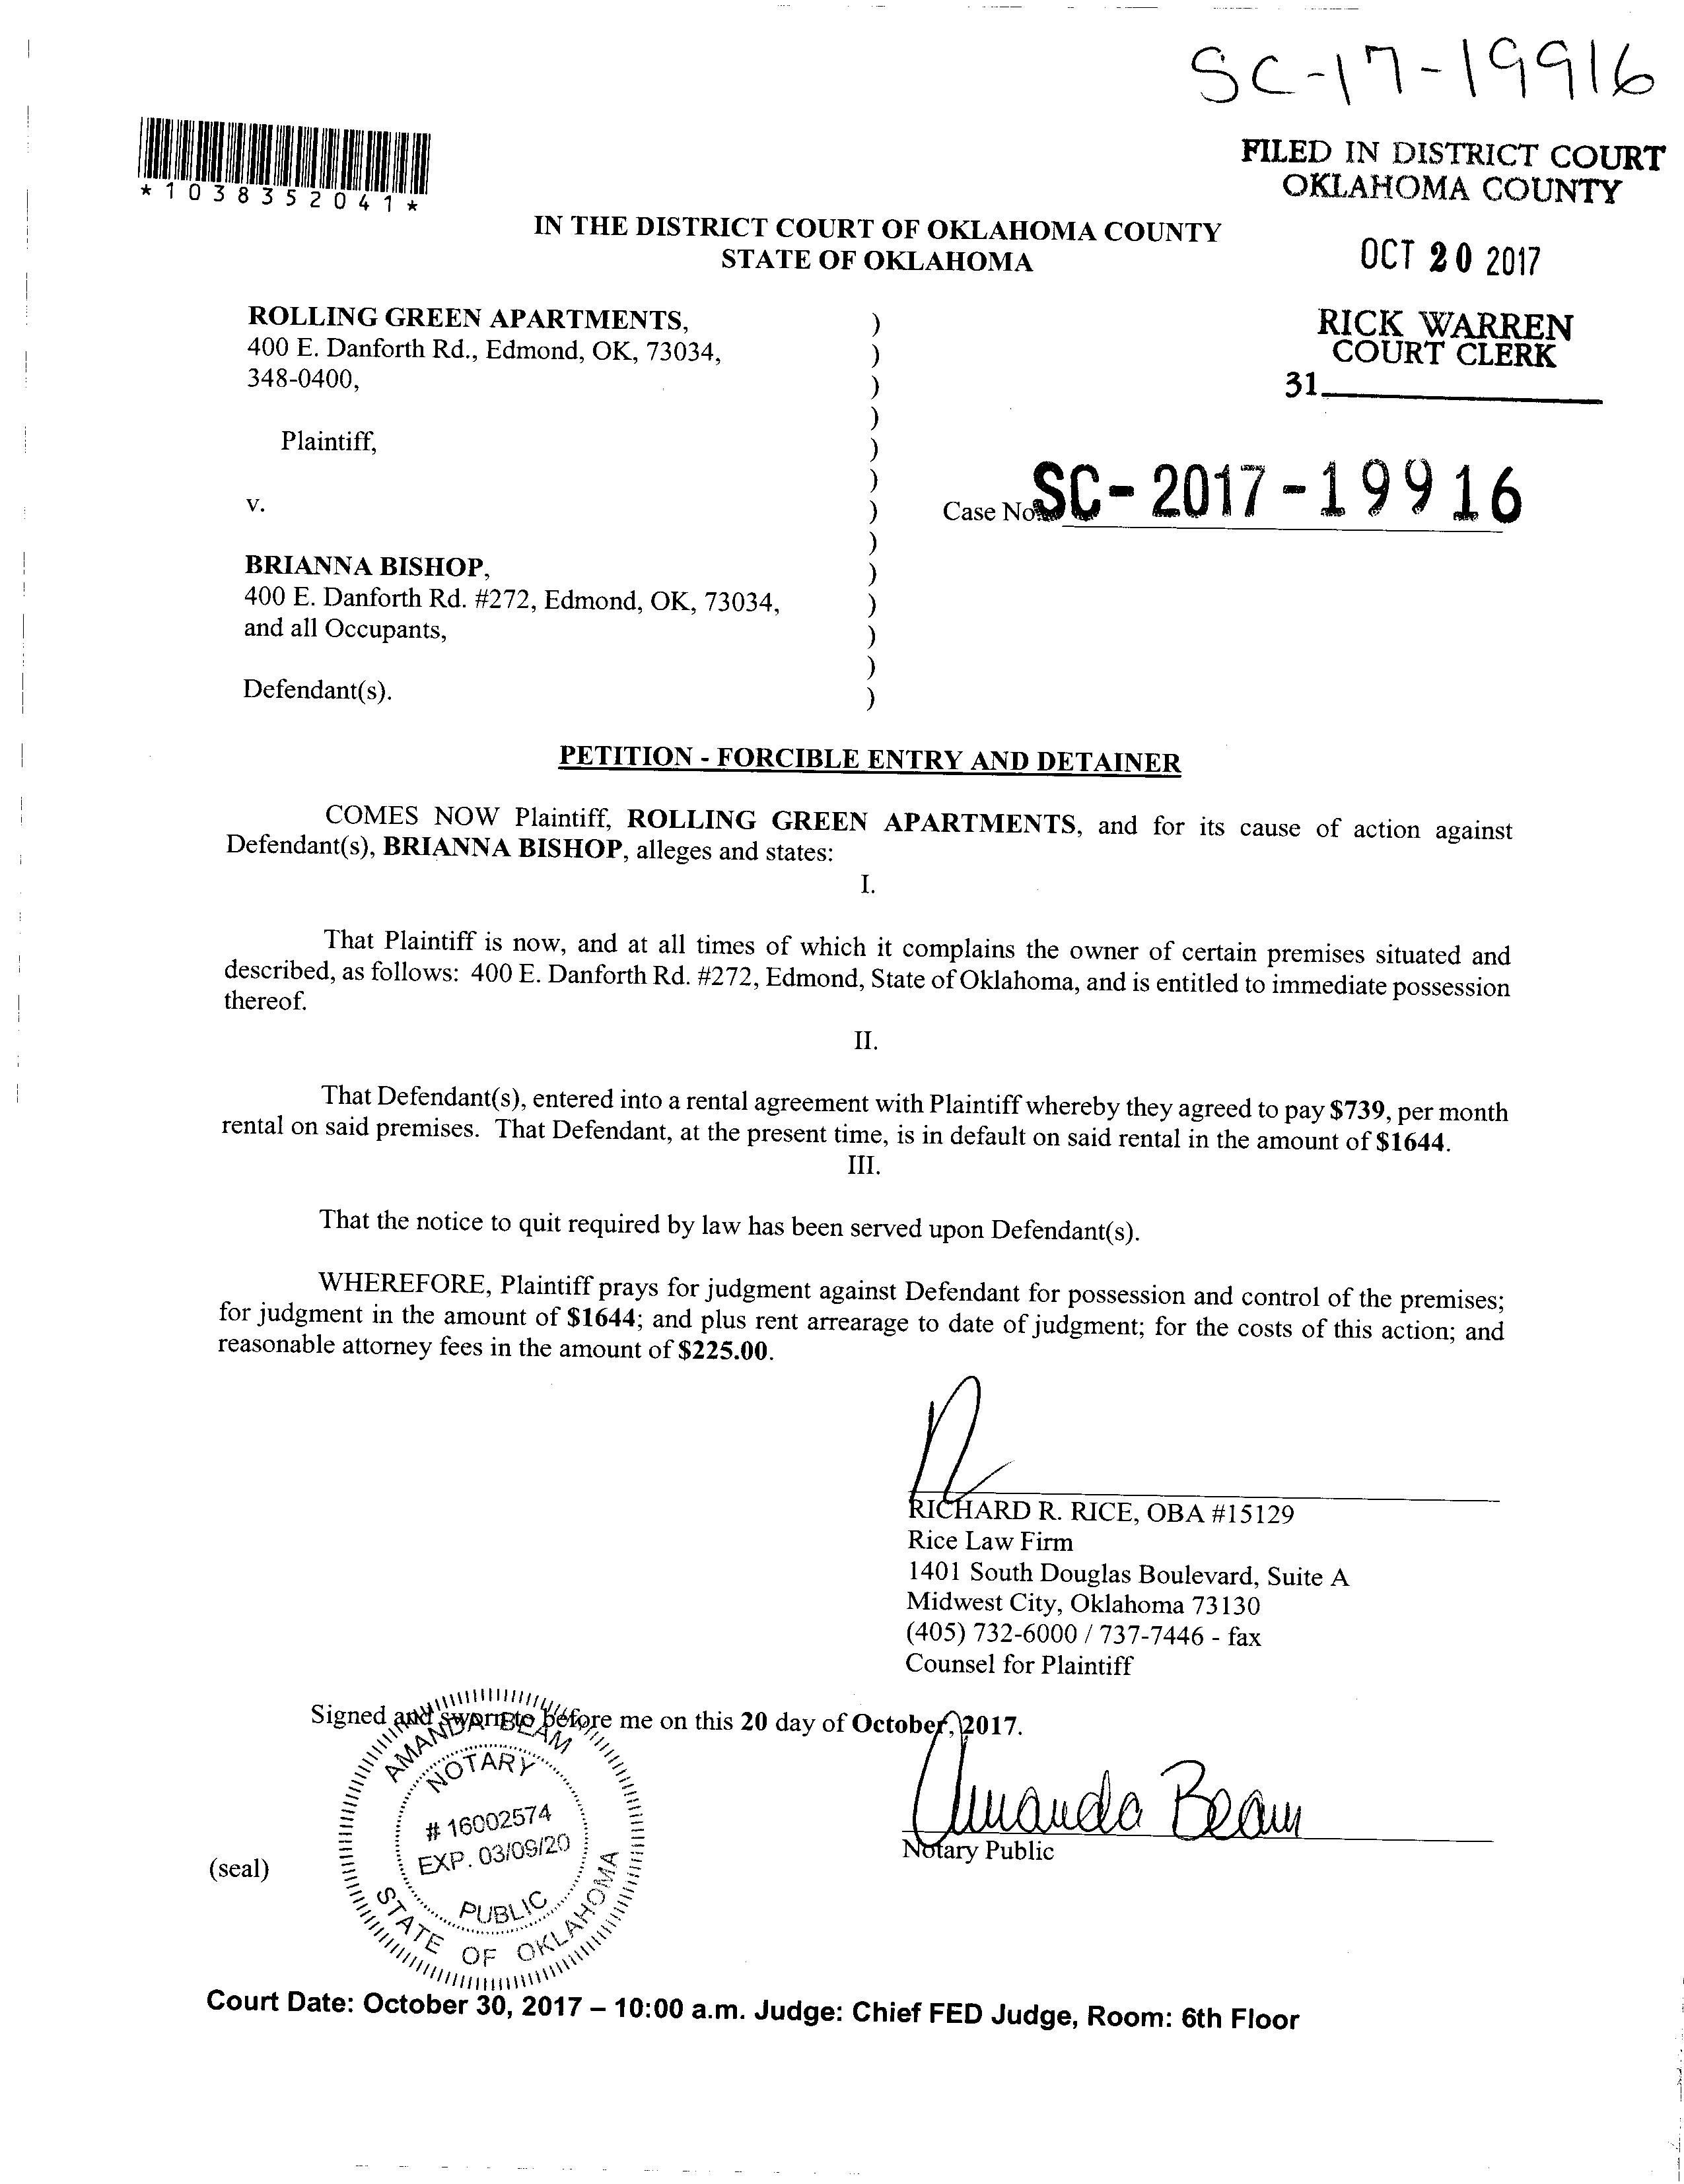 SC-17-19916
*1038352041*
FILED IN DISTRICT COURT
OKLAHOMA COUNTY
IN THE DISTRICT COURT OF OKLAHOMA COUNTY
STATE OF OKLAHOMA
OCT 20 2017
RICK WARREN
COURT CLERK
31
ROLLING GREEN APARTMENTS, )
400 E. Danforth Rd., Edmond, OK, 73034, )
348-0400, )
)
Plaintiff, )
)
v. )
Case No. SC-2017-19916
)
BRIANNA BISHOP, )
400 E. Danforth Rd. #272, Edmond, OK, 73034, )
and all Occupants, )
)
Defendant(s). )
PETITION - FORCIBLE ENTRY AND DETAINER
COMES NOW Plaintiff, ROLLING GREEN APARTMENTS, and for its cause of action against
Defendant(s), BRIANNA BISHOP, alleges and states:
I.
That Plaintiff is now, and at all times of which it complains the owner of certain premises situated and
described, as follows: 400 E. Danforth Rd. #272, Edmond, State of Oklahoma, and is entitled to immediate possession
thereof.
II.
That Defendant(s), entered into a rental agreement with Plaintiff whereby they agreed to pay $739, per month
rental on said premises. That Defendant, at the present time, is in default on said rental in the amount of $1644.
III.
That the notice to quit required by law has been served upon Defendant(s).
WHEREFORE, Plaintiff prays for judgment against Defendant for possession and control of the premises;
for judgment in the amount of $1644; and plus rent arrearage to date of judgment; for the costs of this action; and
reasonable attorney fees in the amount of $225.00.
RICHARD R. RICE, OBA #15129
Rice Law Firm
1401 South Douglas Boulevard, Suite A
Midwest City, Oklahoma 73130
(405) 732-6000 / 737-7446 - fax
Counsel for Plaintiff
Signed and sworn to before me on this 20 day of October, 2017.
AMANDA BEAM
NOTARY
# 16002574
EXP. 03/09/20
PUBLIC
STATE OF OKLAHOMA
Amanda Beam
Notary Public
(seal)
Court Date: October 30, 2017 – 10:00 a.m. Judge: Chief FED Judge, Room: 6th Floor